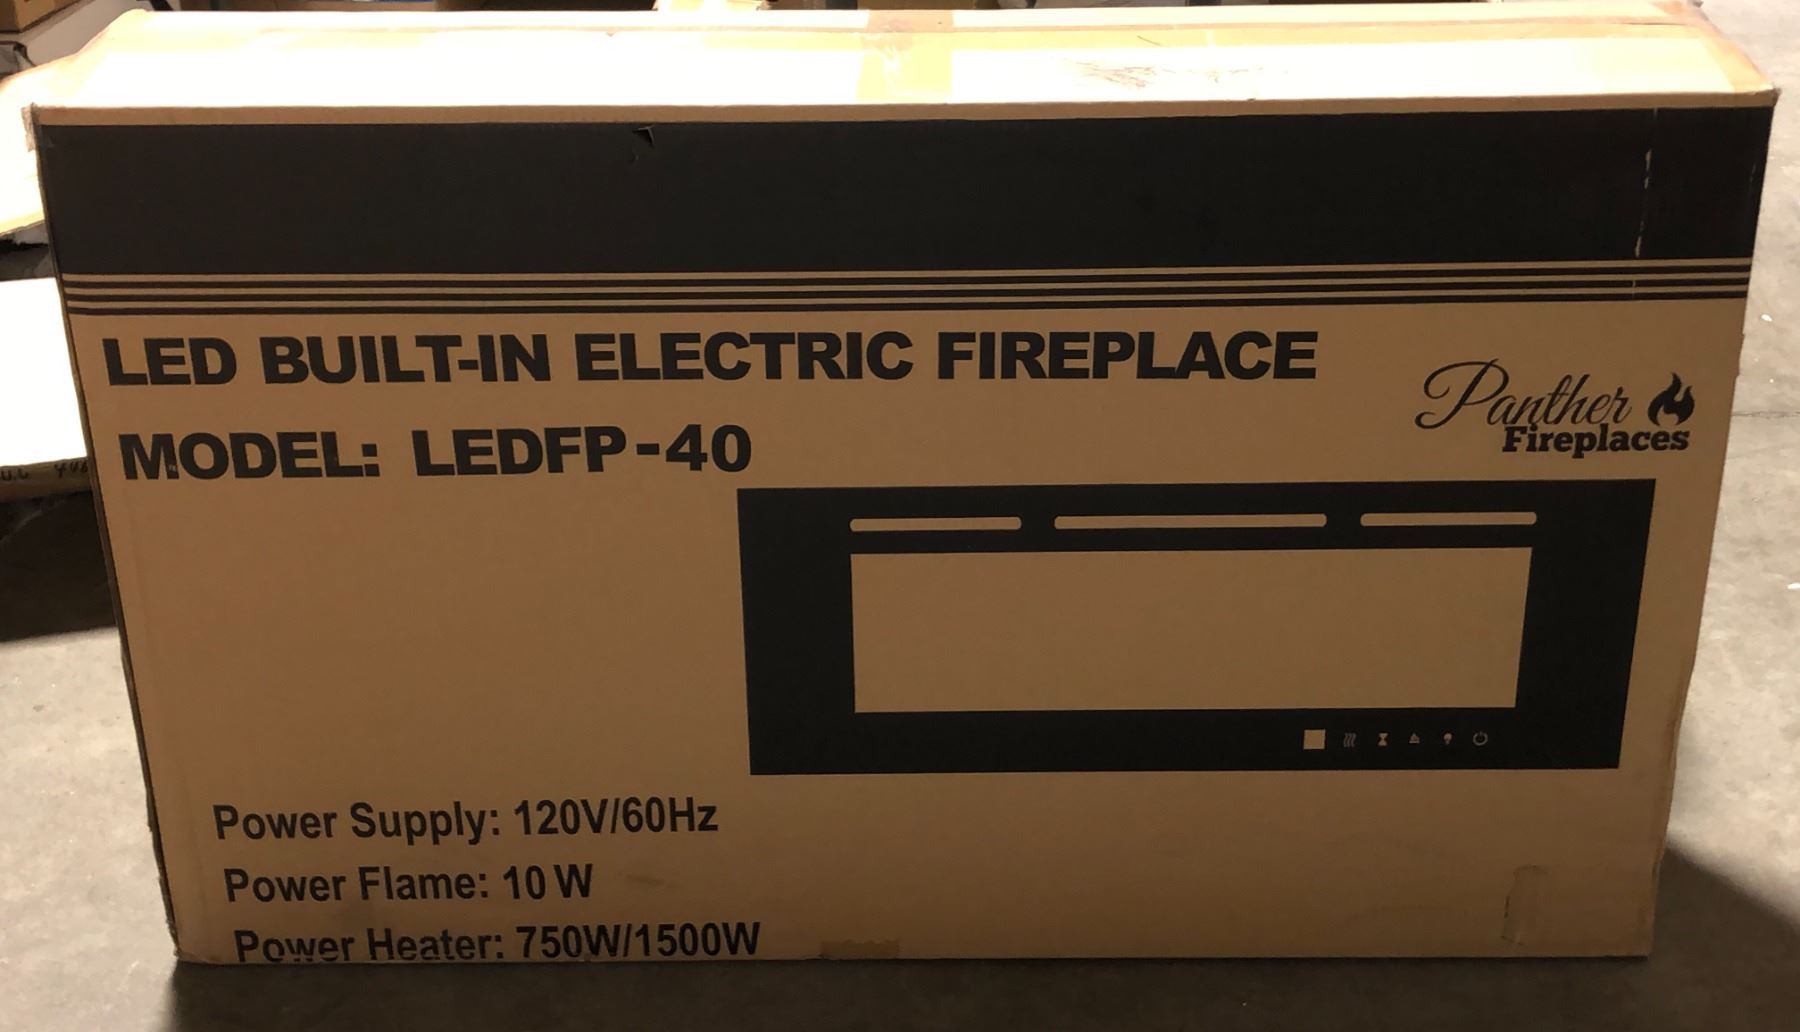 LED BUILT-IN ELECTRIC FIREPLACE
MODEL: LEDFP-40
Panther
Fireplaces
Power Supply: 120V/60Hz
Power Flame: 10 W
Power Heater: 750W/1500W